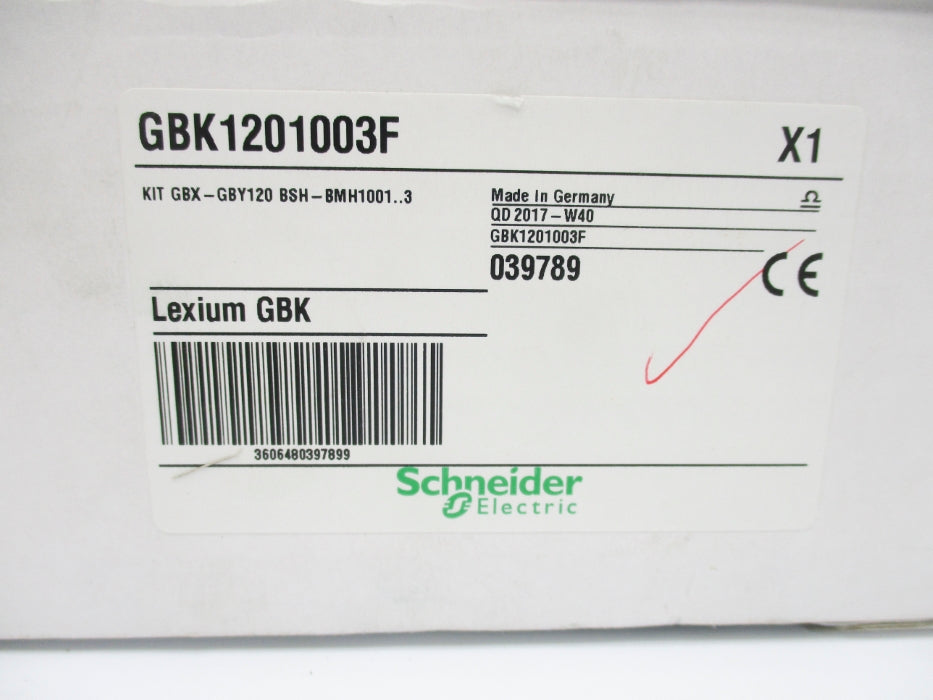 GBK1201003F X1
KIT GBX-GBY120 BSH-BMH1001..3
Made In Germany
QD 2017-W40
GBK1201003F
039789
CE
Lexium GBK
3606480397899
Schneider
Electric